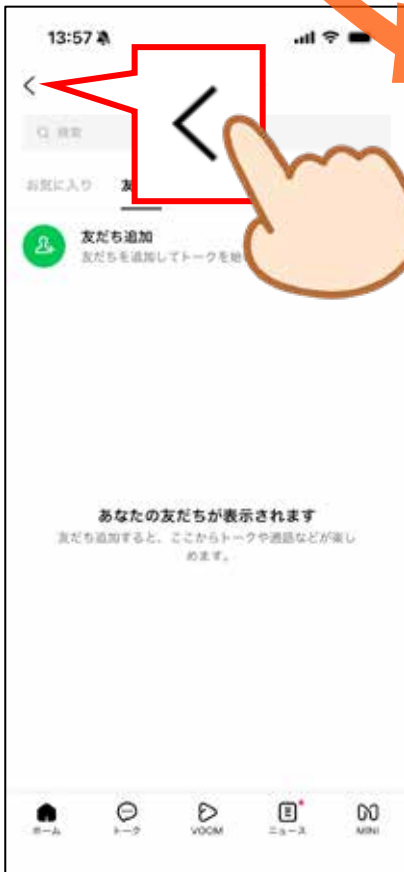 13:57
検索
お気に入り 友
友だち追加
友だちを追加してトークを始
あなたの友だちが表示されます
友だち追加すると、ここからトークや通話などが楽し
めます。
ホーム トーク VOOM ニュース MINI